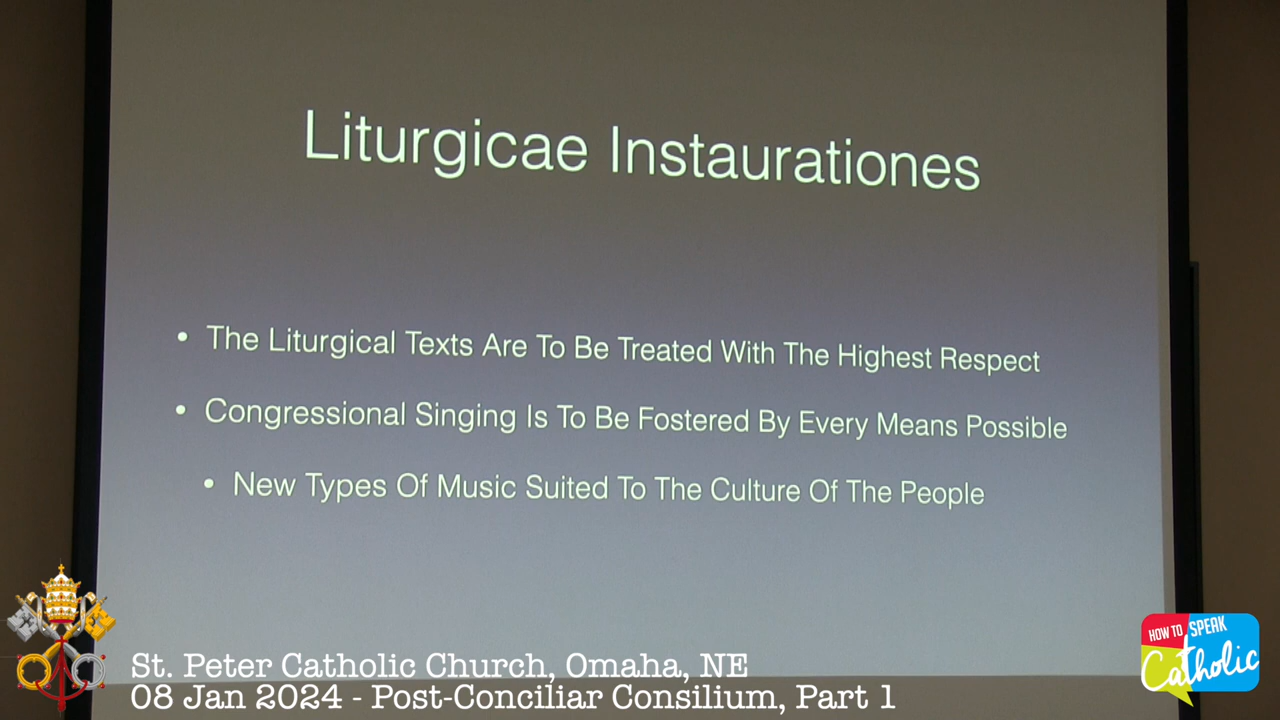 Liturgicae Instaurationes
• The Liturgical Texts Are To Be Treated With The Highest Respect
• Congressional Singing Is To Be Fostered By Every Means Possible
• New Types Of Music Suited To The Culture Of The People
St. Peter Catholic Church, Omaha, NE
08 Jan 2024 - Post-Conciliar Consilium, Part 1
HOW TO SPEAK
Catholic